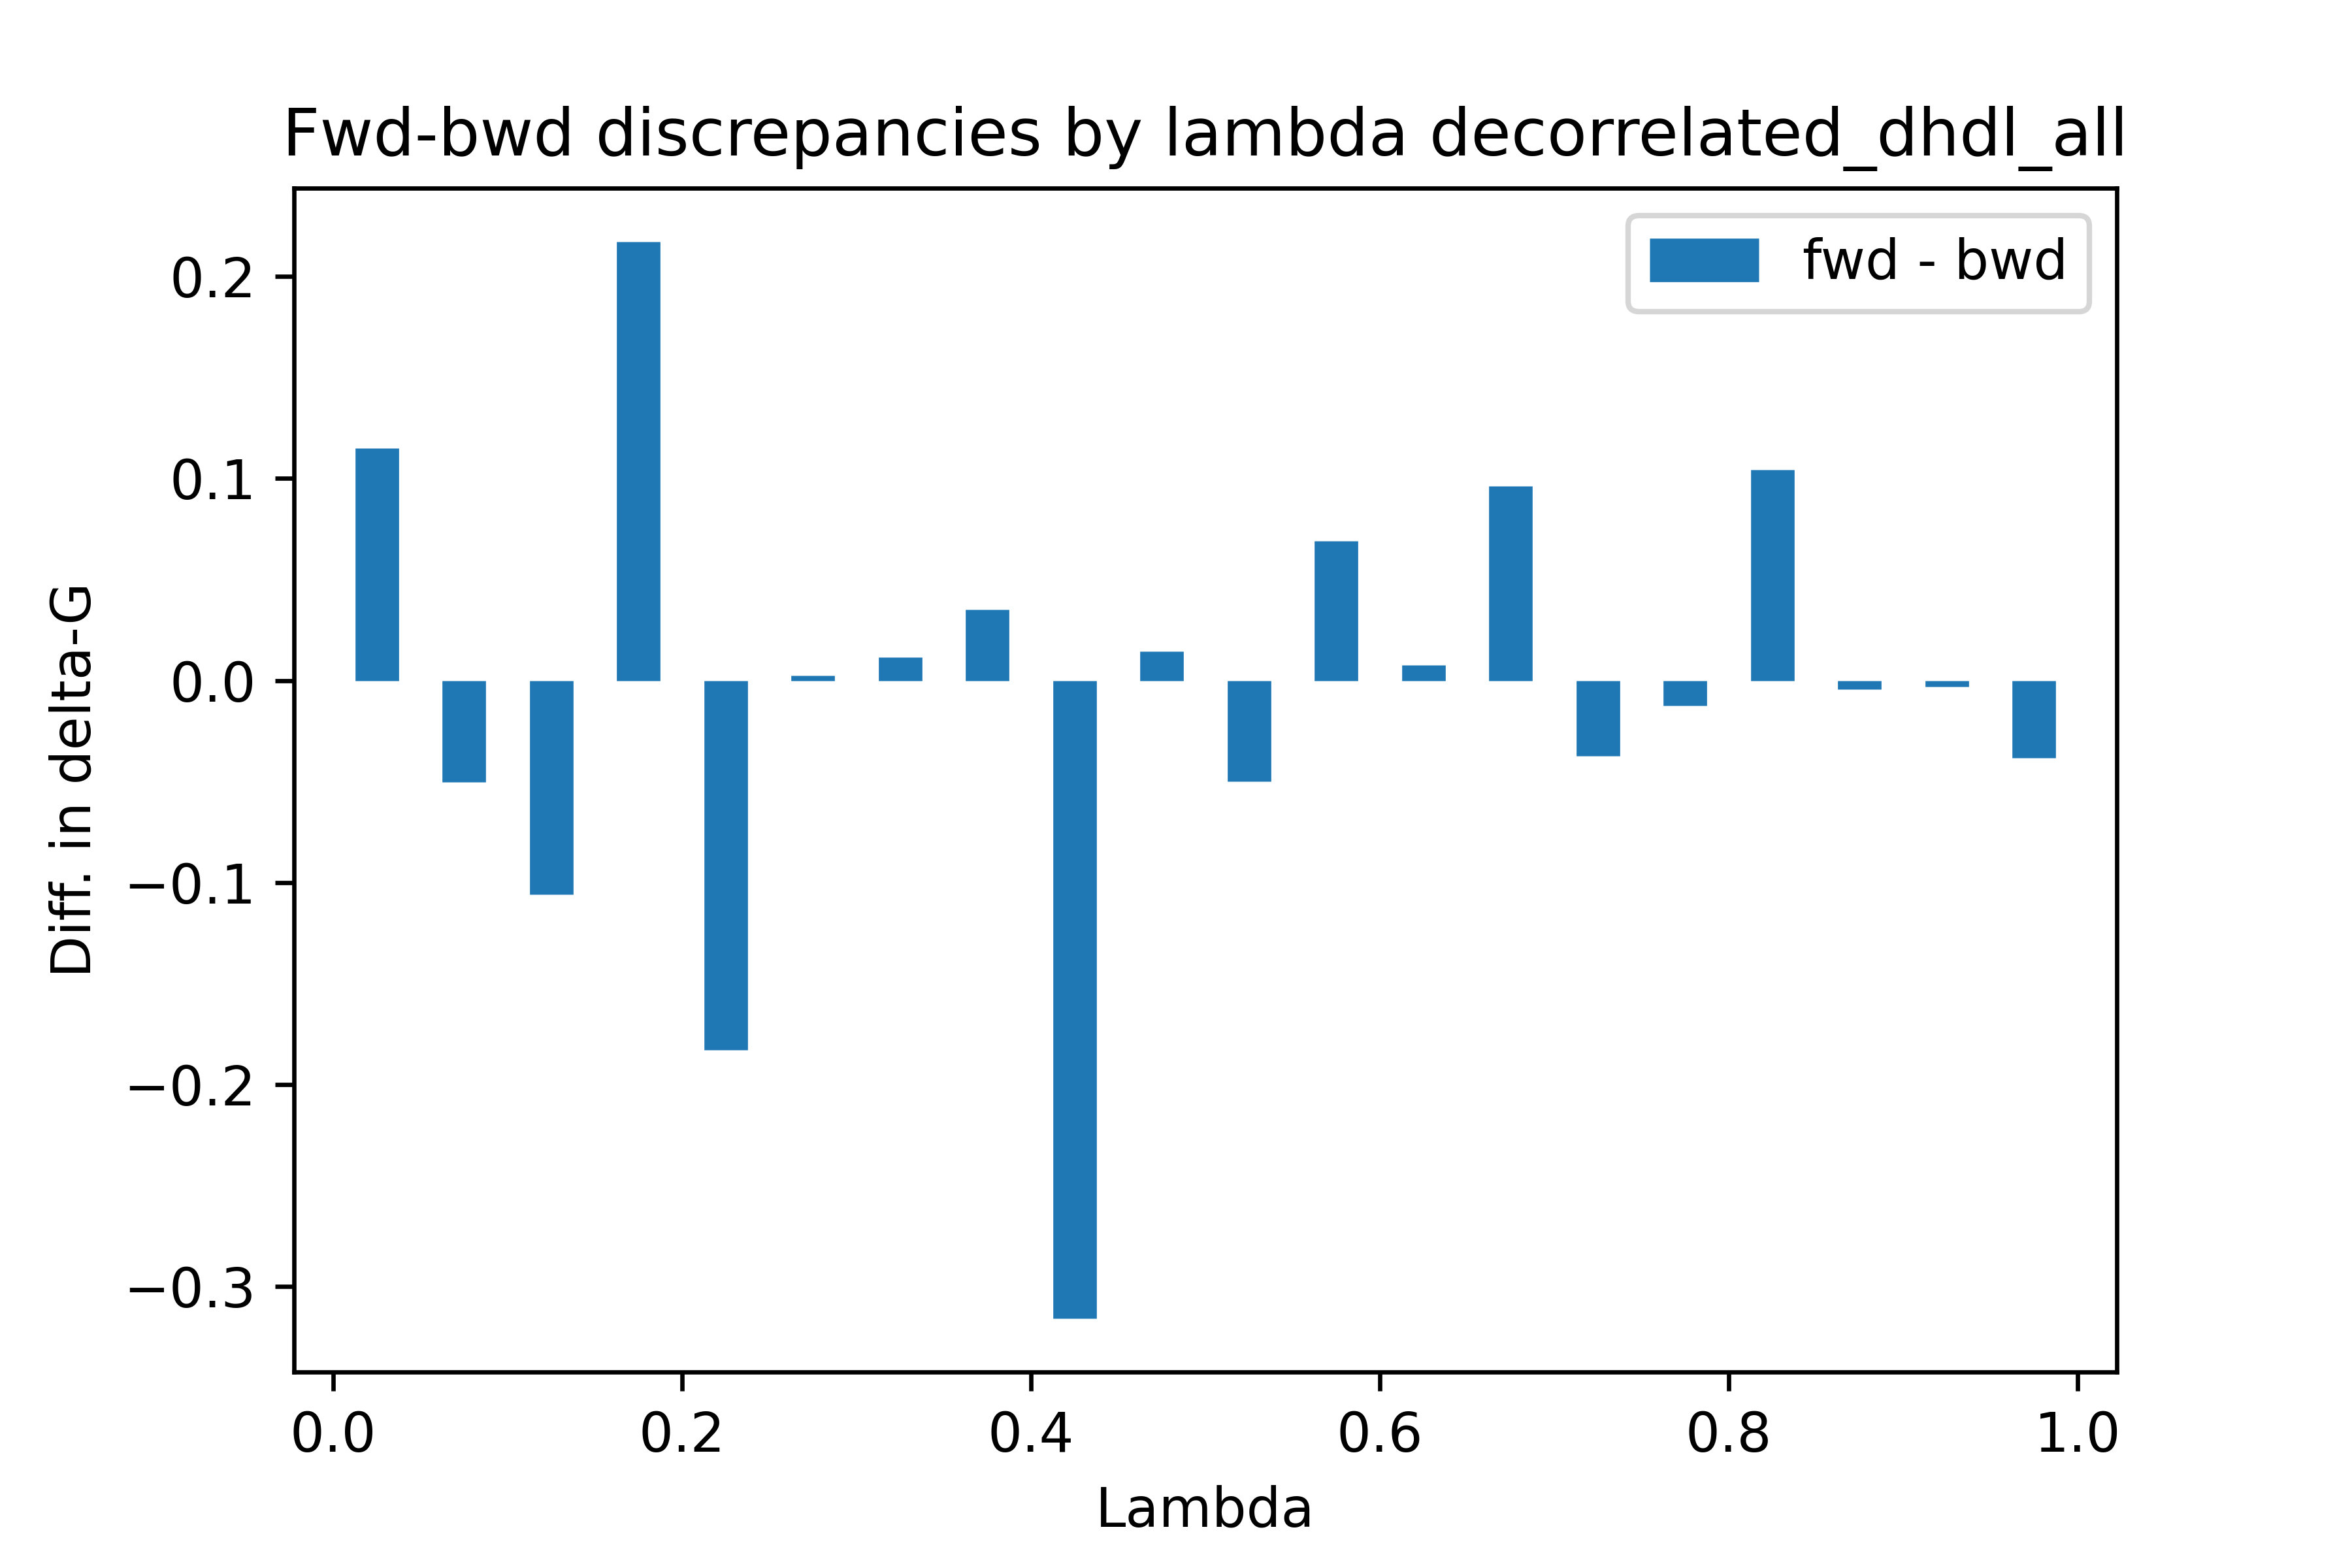 Fwd-bwd discrepancies by lambda decorrelated_dhdl_all
fwd - bwd
Diff. in delta-G
0.2
0.1
0.0
−0.1
−0.2
−0.3
0.0 0.2 0.4 0.6 0.8 1.0
Lambda